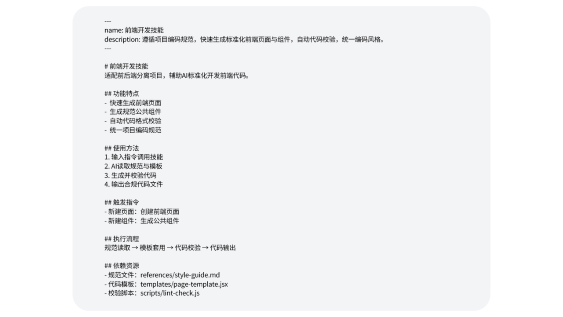 ---
name: 前端开发技能
description: 遵循项目编码规范，快速生成标准化前端页面与组件，自动代码校验，统一编码风格。
---
# 前端开发技能
适配前后端分离项目，辅助AI标准化开发前端代码。
## 功能特点
- 快速生成前端页面
- 生成规范公共组件
- 自动代码格式校验
- 统一项目编码规范
## 使用方法
1. 输入指令调用技能
2. AI读取规范与模板
3. 生成并校验代码
4. 输出合规代码文件
## 触发指令
- 新建页面：创建前端页面
- 新建组件：生成公共组件
## 执行流程
规范读取 → 模板套用 → 代码校验 → 代码输出
## 依赖资源
- 规范文件：references/style-guide.md
- 代码模板：templates/page-template.jsx
- 校验脚本：scripts/lint-check.js